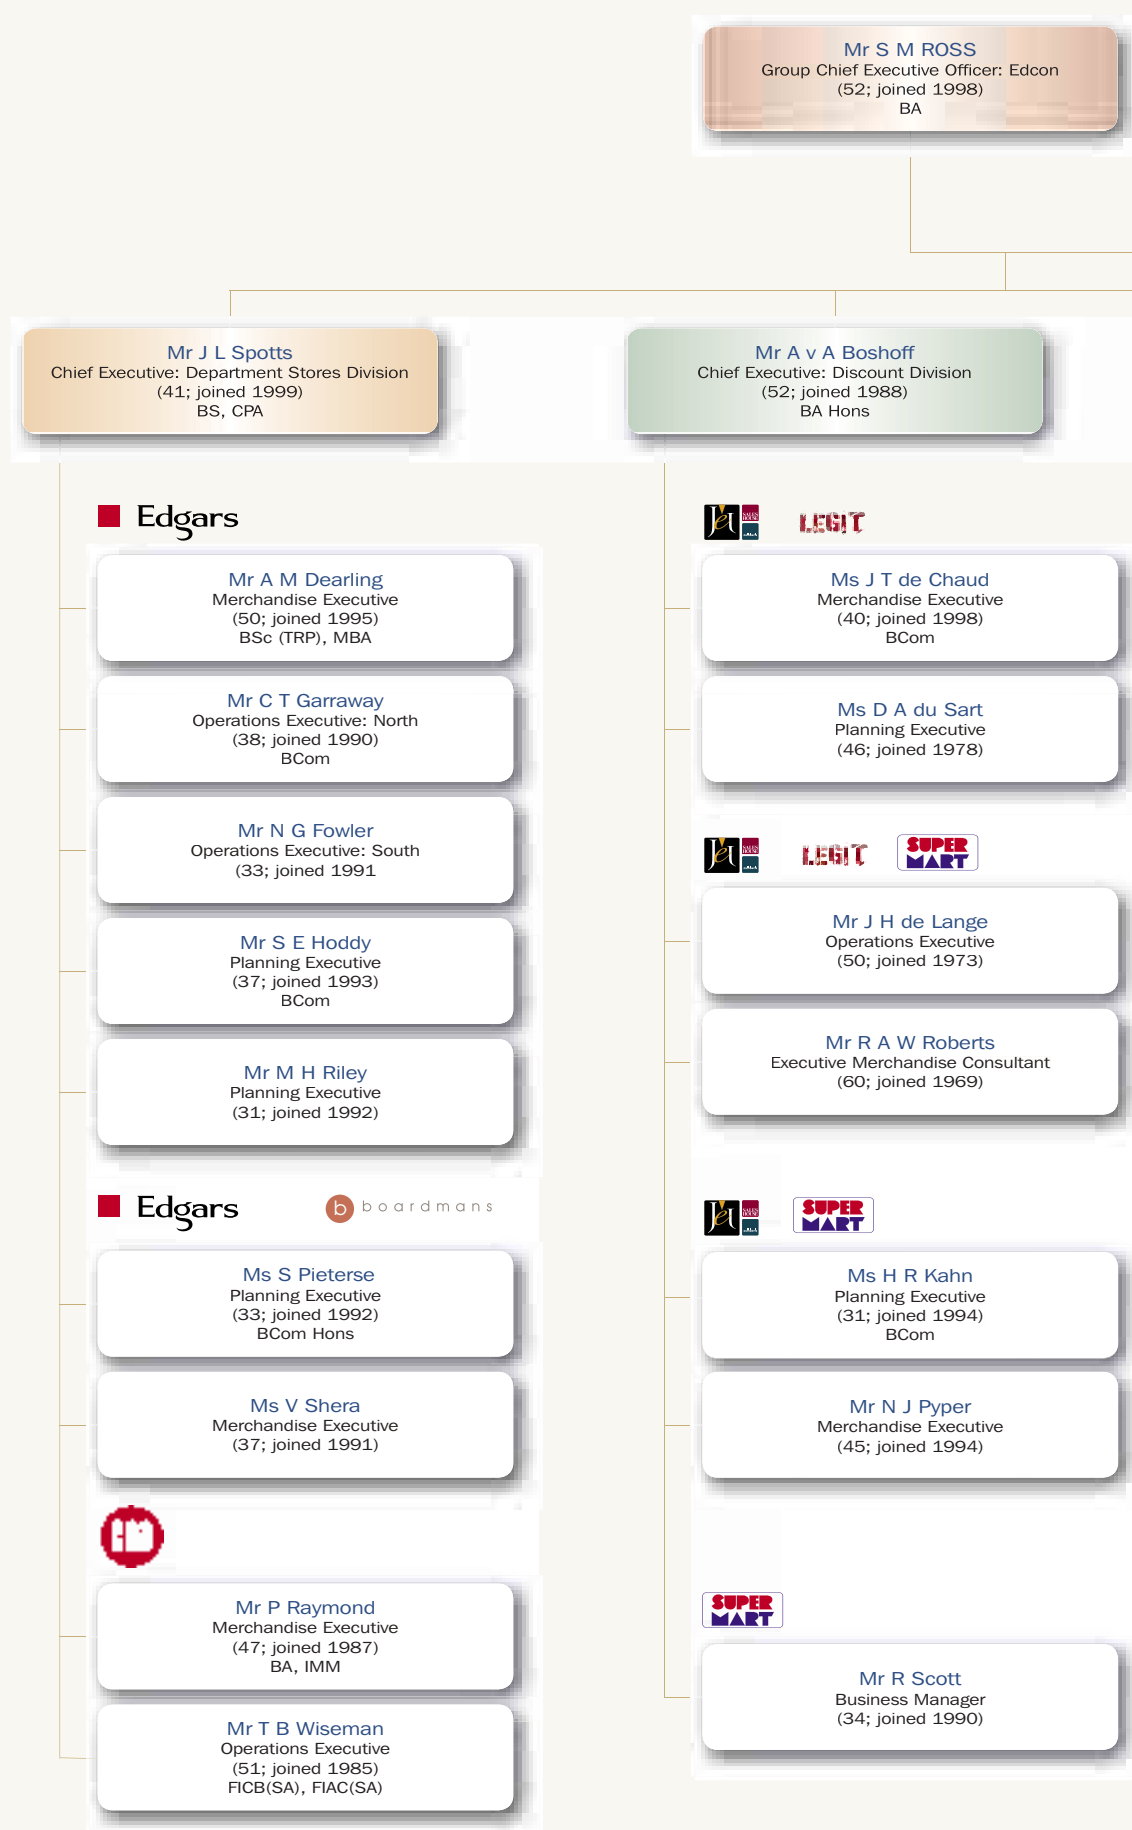 Mr S M ROSS
Group Chief Executive Officer: Edcon
(52; joined 1998)
BA
Mr J L Spotts
Chief Executive: Department Stores Division
(41; joined 1999)
BS, CPA
Mr A v A Boshoff
Chief Executive: Discount Division
(52; joined 1988)
BA Hons
Edgars
Mr A M Dearling
Merchandise Executive
(50; joined 1995)
BSc (TRP), MBA
Mr C T Garraway
Operations Executive: North
(38; joined 1990)
BCom
Mr N G Fowler
Operations Executive: South
(33; joined 1991
Mr S E Hoddy
Planning Executive
(37; joined 1993)
BCom
Mr M H Riley
Planning Executive
(31; joined 1992)
Edgars
b boardmans
Ms S Pieterse
Planning Executive
(33; joined 1992)
BCom Hons
Ms V Shera
Merchandise Executive
(37; joined 1991)
Mr P Raymond
Merchandise Executive
(47; joined 1987)
BA, IMM
Mr T B Wiseman
Operations Executive
(51; joined 1985)
FICB(SA), FIAC(SA)
Jet SALES HOUSE
LEGiT
Ms J T de Chaud
Merchandise Executive
(40; joined 1998)
BCom
Ms D A du Sart
Planning Executive
(46; joined 1978)
Jet SALES HOUSE
LEGiT
SUPER
MART
Mr J H de Lange
Operations Executive
(50; joined 1973)
Mr R A W Roberts
Executive Merchandise Consultant
(60; joined 1969)
Jet SALES HOUSE
SUPER
MART
Ms H R Kahn
Planning Executive
(31; joined 1994)
BCom
Mr N J Pyper
Merchandise Executive
(45; joined 1994)
SUPER
MART
Mr R Scott
Business Manager
(34; joined 1990)